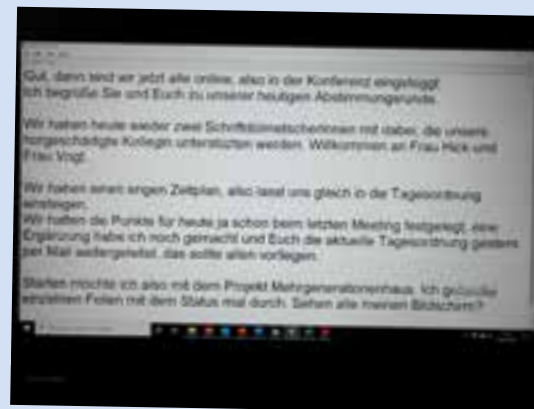 Gut, dann sind wir jetzt alle online, also in der Konferenz eingeloggt.
Ich begrüße Sie und Euch zu unserer heutigen Abstimmungsrunde.
Wir haben heute wieder zwei Schriftdolmetscherinnen mit dabei, die unsere
hörgeschädigte Kollegin unterstützen werden. Willkommen an Frau Hick und
Frau Vogt.
Wir haben einen engen Zeitplan, also lasst uns gleich in die Tagesordnung
einsteigen.
Wir hatten die Punkte für heute ja schon beim letzten Meeting festgelegt, eine
Ergänzung habe ich noch gemacht und Euch die aktuelle Tagesordnung gestern
per Mail weitergeleitet, das sollte allen vorliegen.
Starten möchte ich also mit dem Projekt Mehrgenerationenhaus. Ich
einzelnen Folien mit dem Status mal durch. Sehen alle meinen Bildschirm?